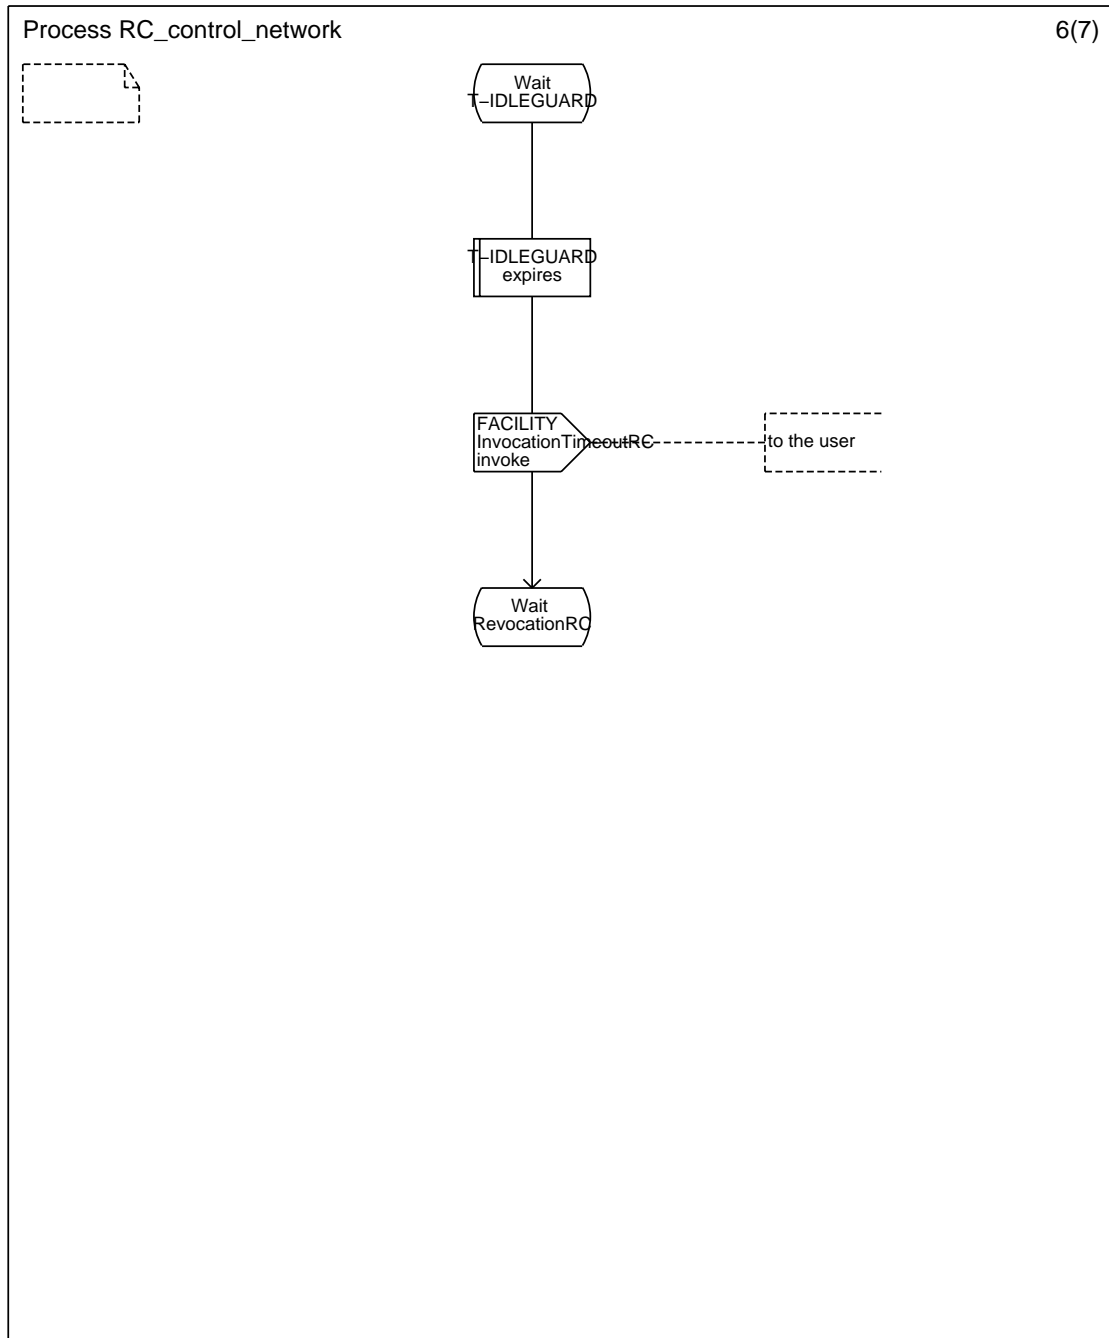 Process RC_control_network
6(7)
Wait
T–IDLEGUARD
T–IDLEGUARD
expires
FACILITY
InvocationTimeoutRC
invoke
to the user
Wait
RevocationRC